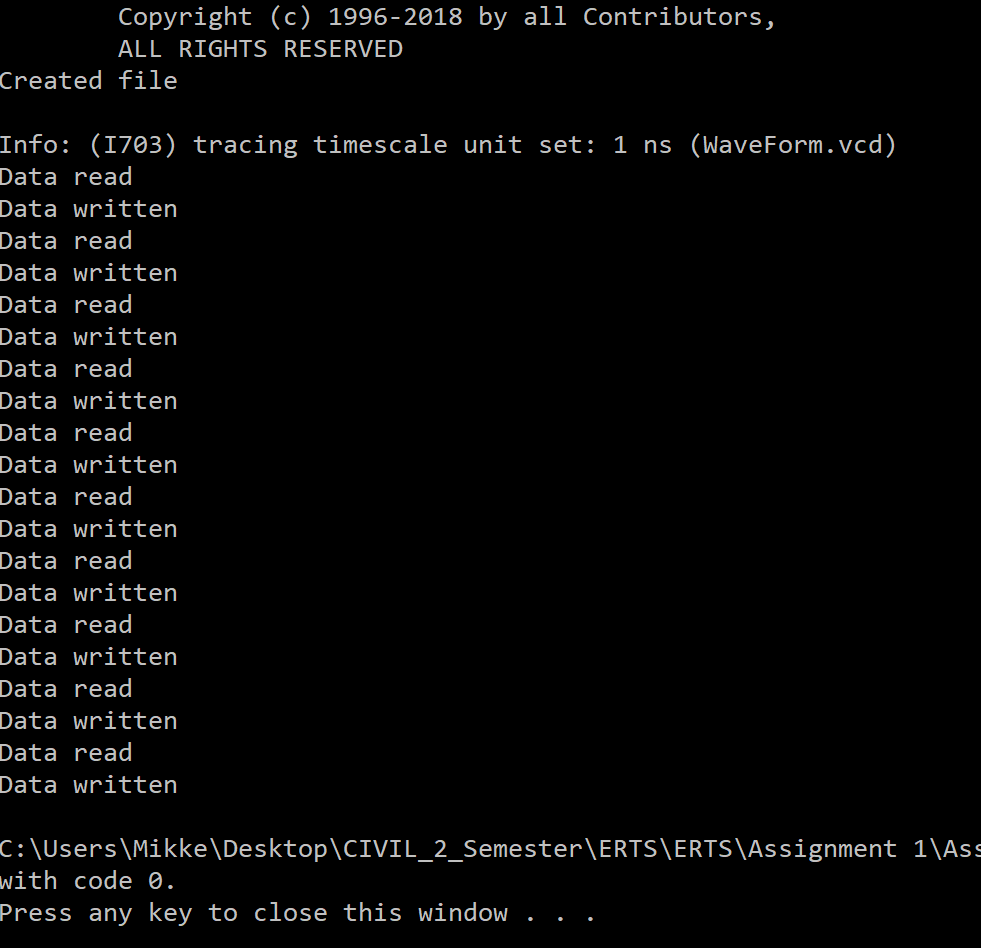 Copyright (c) 1996-2018 by all Contributors,
ALL RIGHTS RESERVED
Created file
Info: (I703) tracing timescale unit set: 1 ns (WaveForm.vcd)
Data read
Data written
Data read
Data written
Data read
Data written
Data read
Data written
Data read
Data written
Data read
Data written
Data read
Data written
Data read
Data written
Data read
Data written
Data read
Data written
C:\Users\Mikke\Desktop\CIVIL_2_Semester\ERTS\ERTS\Assignment 1\Ass
with code 0.
Press any key to close this window . . .